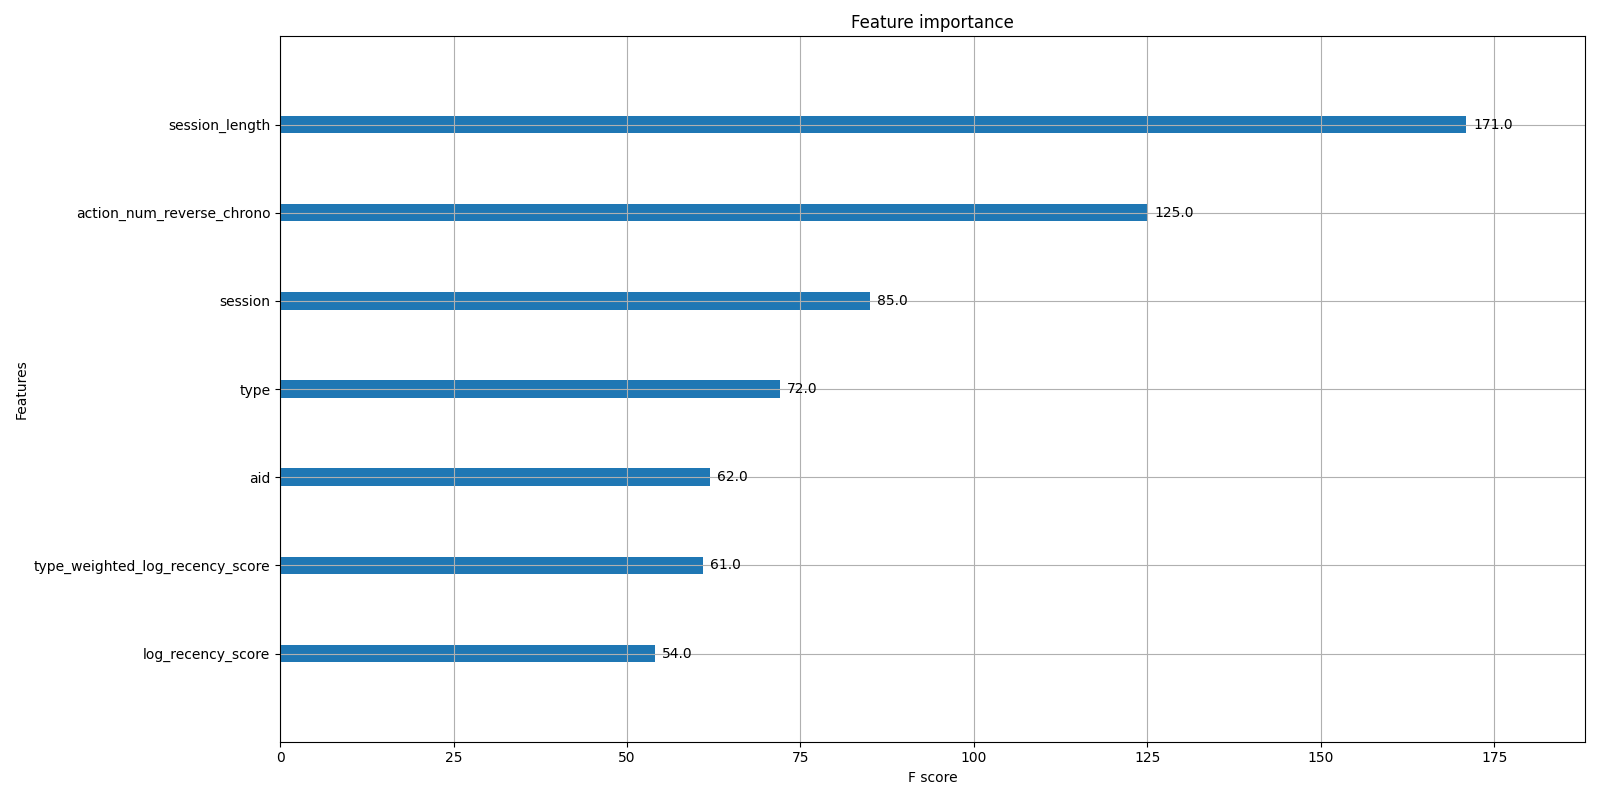 Feature importance
session_length
171.0
action_num_reverse_chrono
125.0
session
85.0
type
72.0
Features
aid
62.0
type_weighted_log_recency_score
61.0
log_recency_score
54.0
0 25 50 75 100 125 150 175
F score